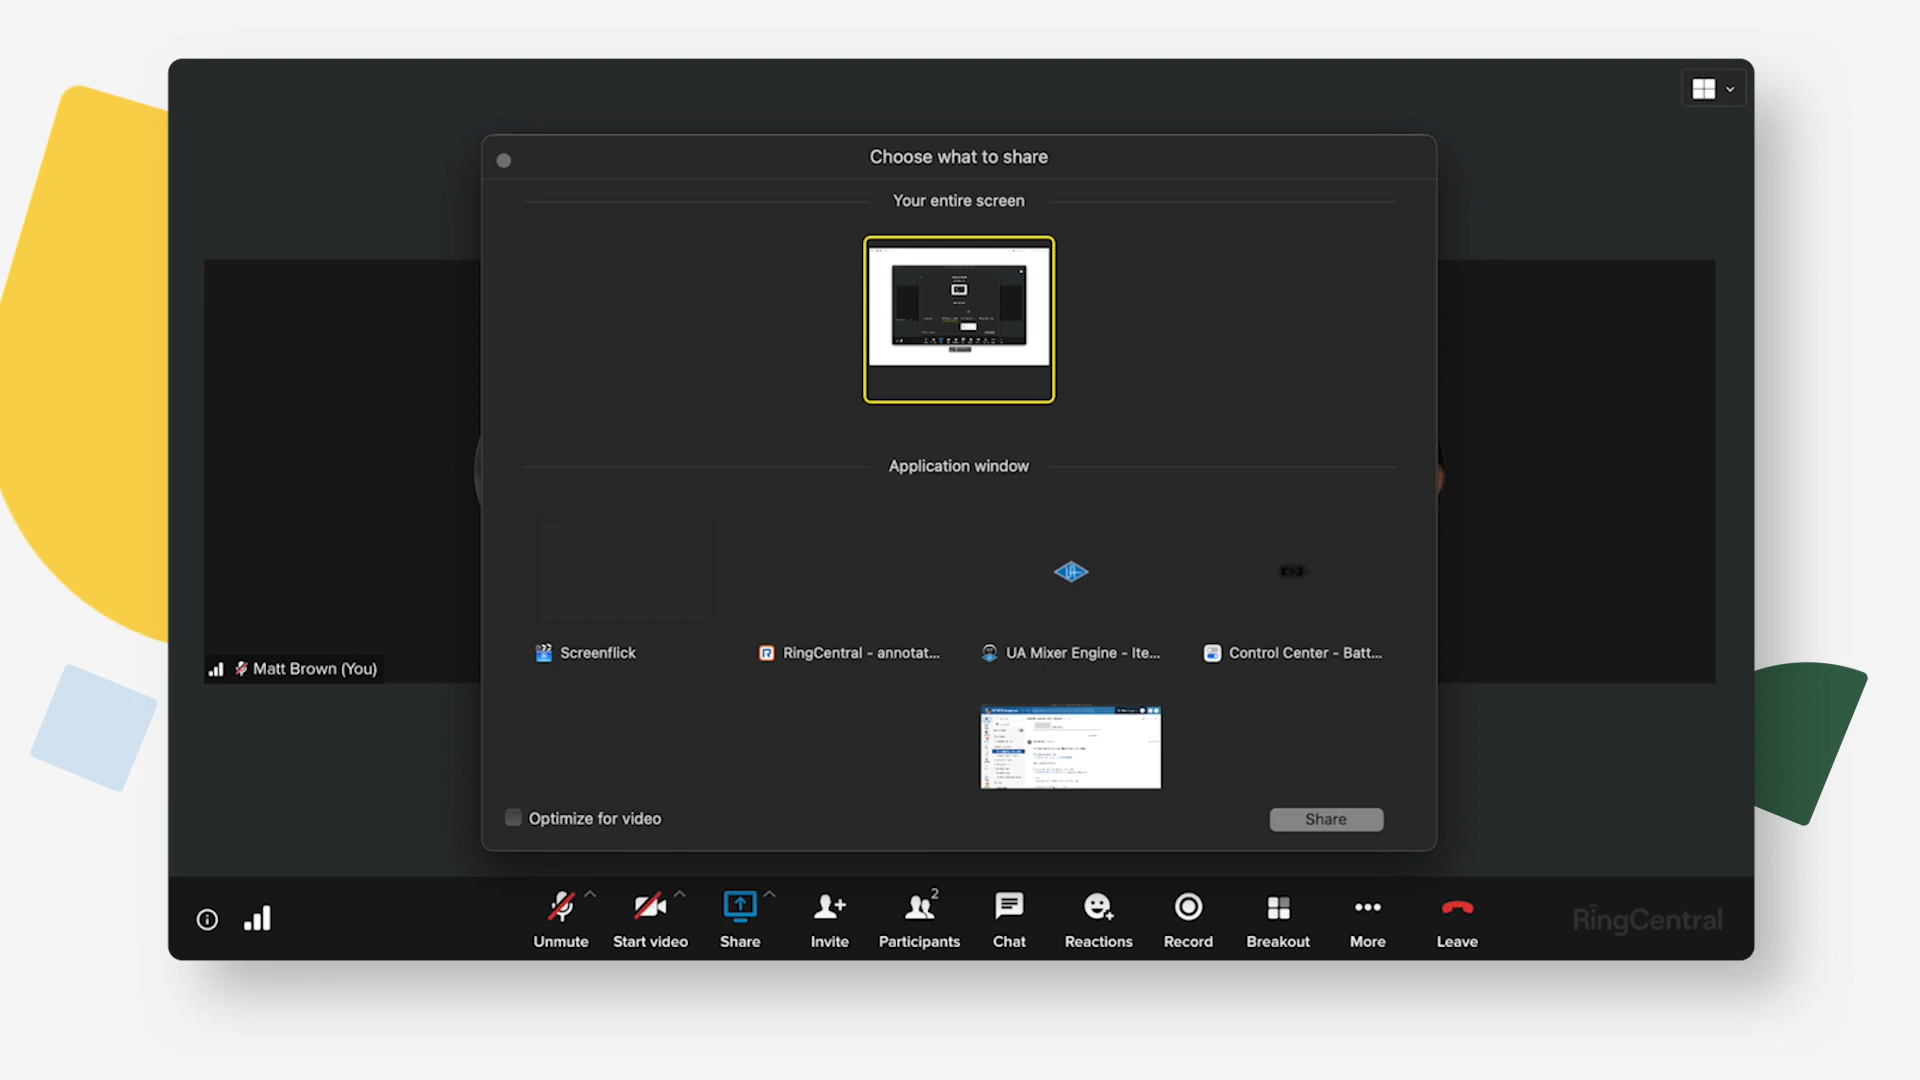 Choose what to share
Your entire screen
Application window
Screenflick
RingCentral - annotat...
UA Mixer Engine - Ite...
Control Center - Batt...
Matt Brown (You)
Optimize for video
Share
2
Unmute
Start video
Share
Invite
Participants
Chat
Reactions
Record
Breakout
More
Leave
RingCentral